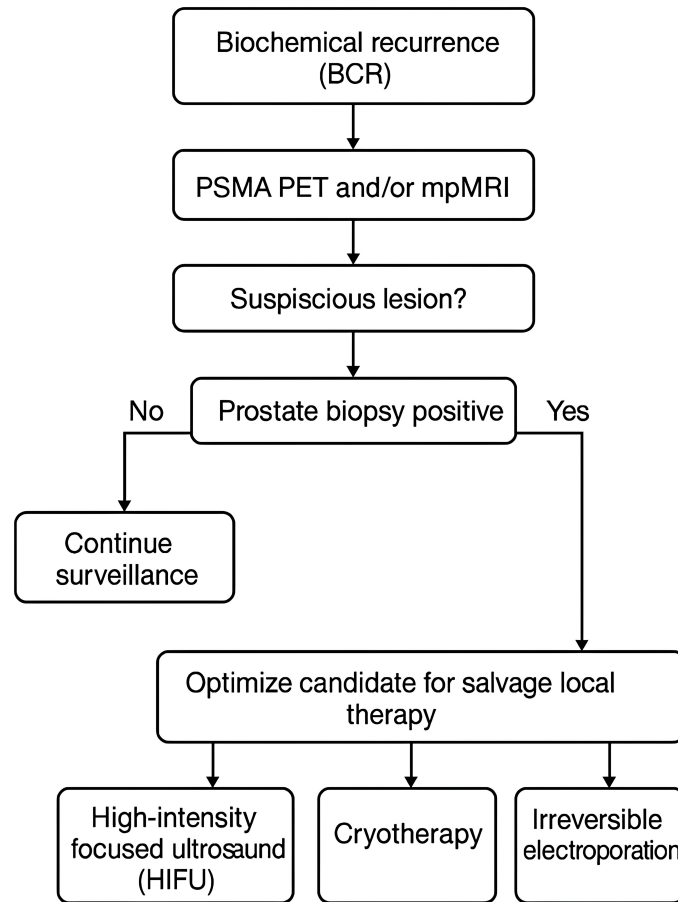 Biochemical recurrence
(BCR)
PSMA PET and/or mpMRI
Suspiscious lesion?
No
Prostate biopsy positive
Yes
Continue
surveillance
Optimize candidate for salvage local
therapy
High-intensity
focused ultrosaund
(HIFU)
Cryotherapy
Irreversible
electroporation